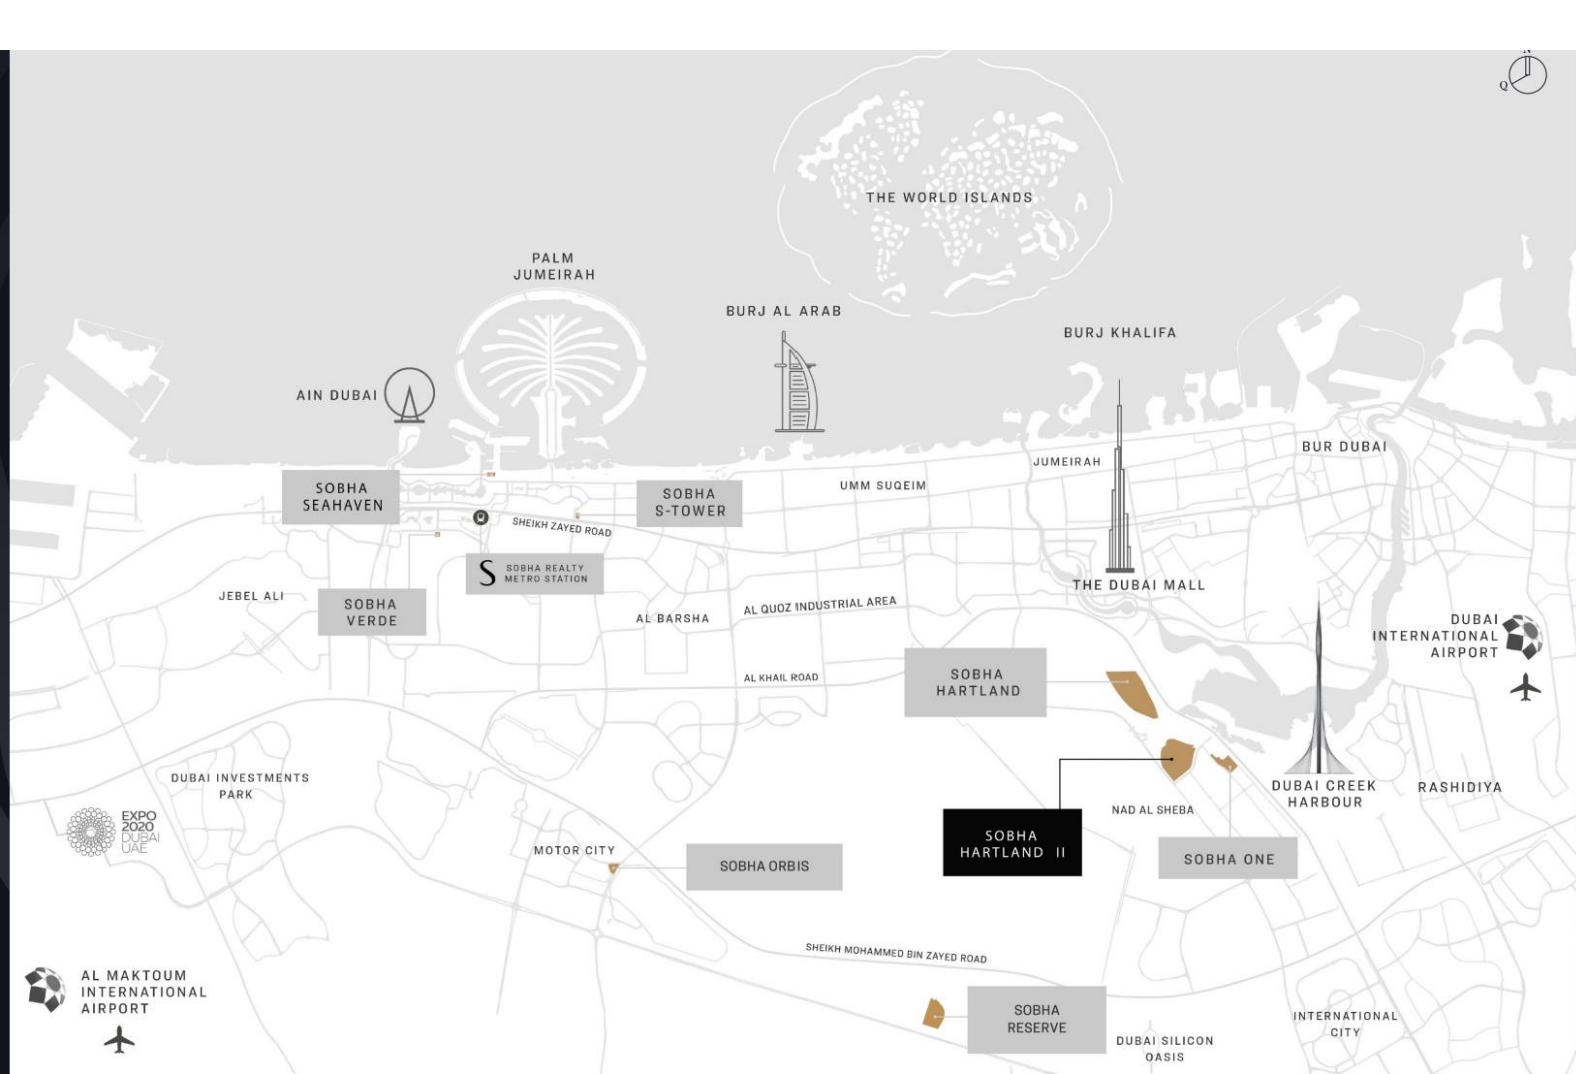 N
Q
THE WORLD ISLANDS
PALM
JUMEIRAH
BURJ AL ARAB
BURJ KHALIFA
AIN DUBAI
BUR DUBAI
JUMEIRAH
SOBHA
SEAHAVEN
UMM SUQEIM
SOBHA
S-TOWER
SHEIKH ZAYED ROAD
S
SOBHA REALTY
METRO STATION
THE DUBAI MALL
JEBEL ALI
SOBHA
VERDE
AL QUOZ INDUSTRIAL AREA
AL BARSHA
DUBAI
INTERNATIONAL
AIRPORT
AL KHAIL ROAD
SOBHA
HARTLAND
DUBAI INVESTMENTS
PARK
DUBAI CREEK
HARBOUR
RASHIDIYA
NAD AL SHEBA
EXPO
2020
DUBAI
UAE
SOBHA
HARTLAND II
MOTOR CITY
SOBHA ORBIS
SOBHA ONE
SHEIKH MOHAMMED BIN ZAYED ROAD
AL MAKTOUM
INTERNATIONAL
AIRPORT
SOBHA
RESERVE
INTERNATIONAL
CITY
DUBAI SILICON
OASIS